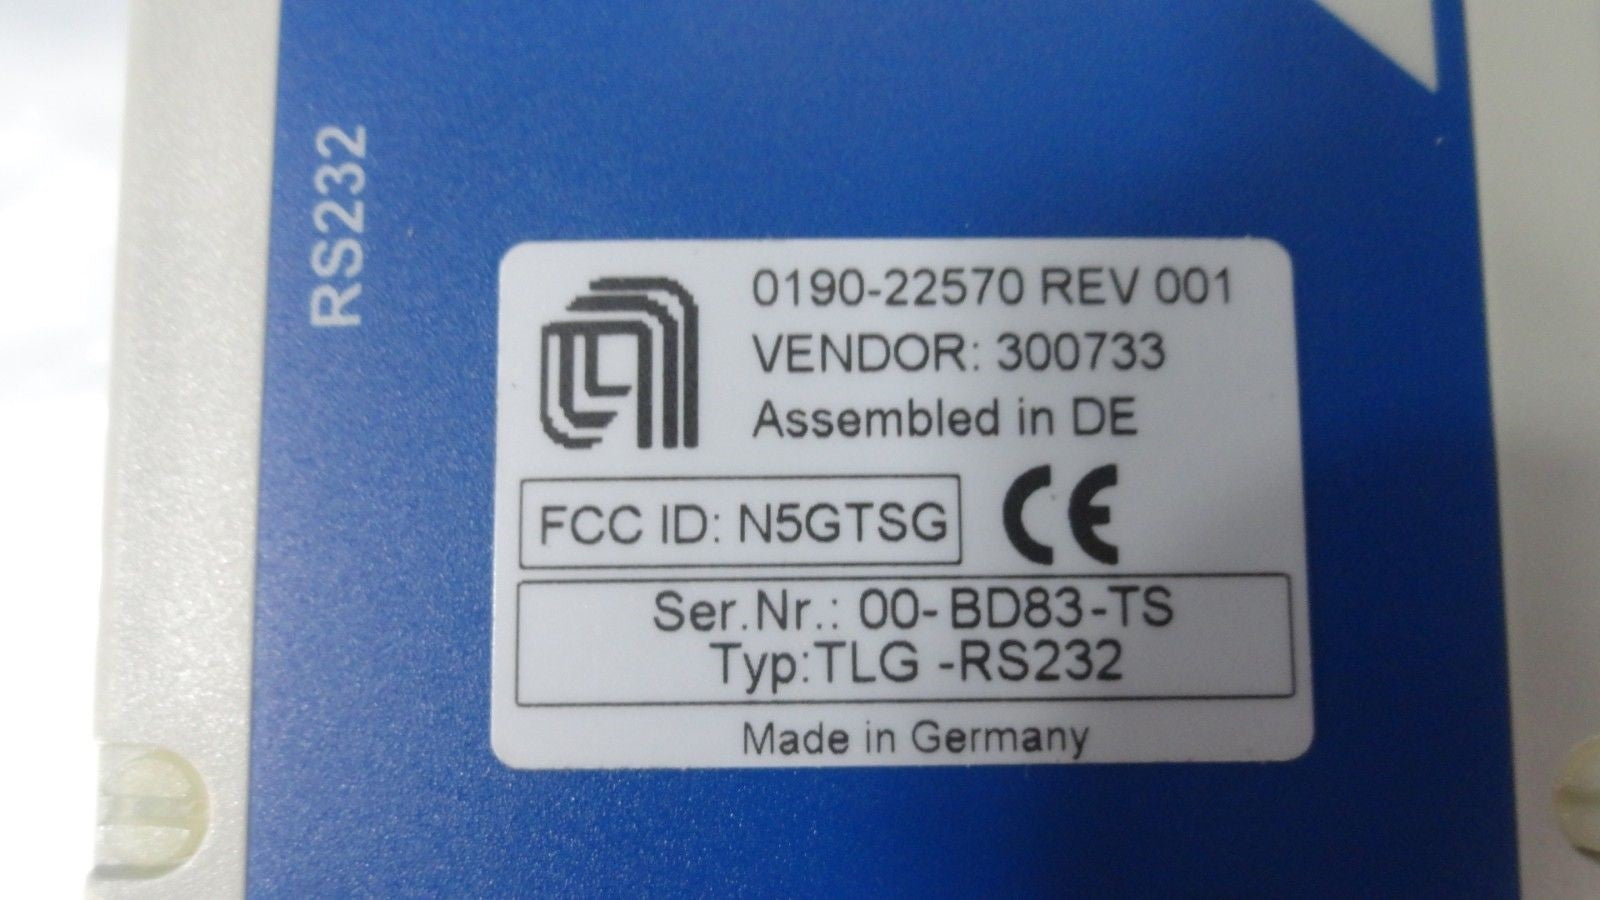 RS232
0190-22570 REV 001
VENDOR: 300733
Assembled in DE
FCC ID: N5GTSG CE
Ser.Nr.: 00-BD83-TS
Typ:TLG -RS232
Made in Germany